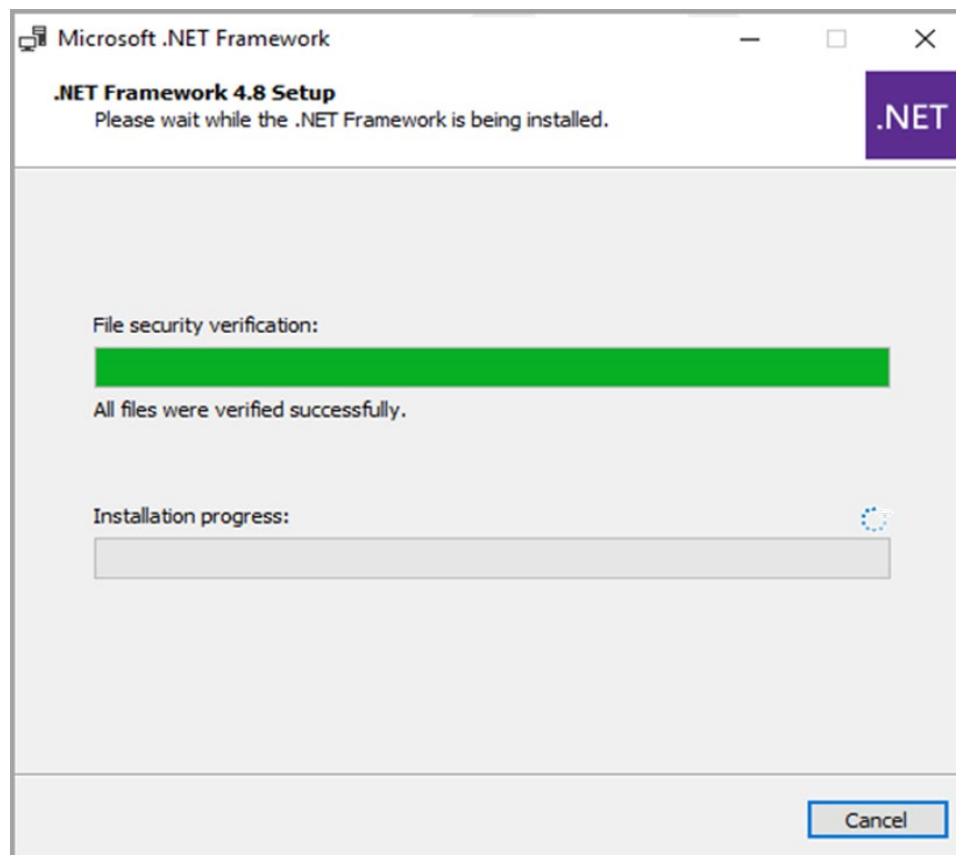 Microsoft .NET Framework
.NET Framework 4.8 Setup
Please wait while the .NET Framework is being installed.
.NET
File security verification:
All files were verified successfully.
Installation progress:
Cancel